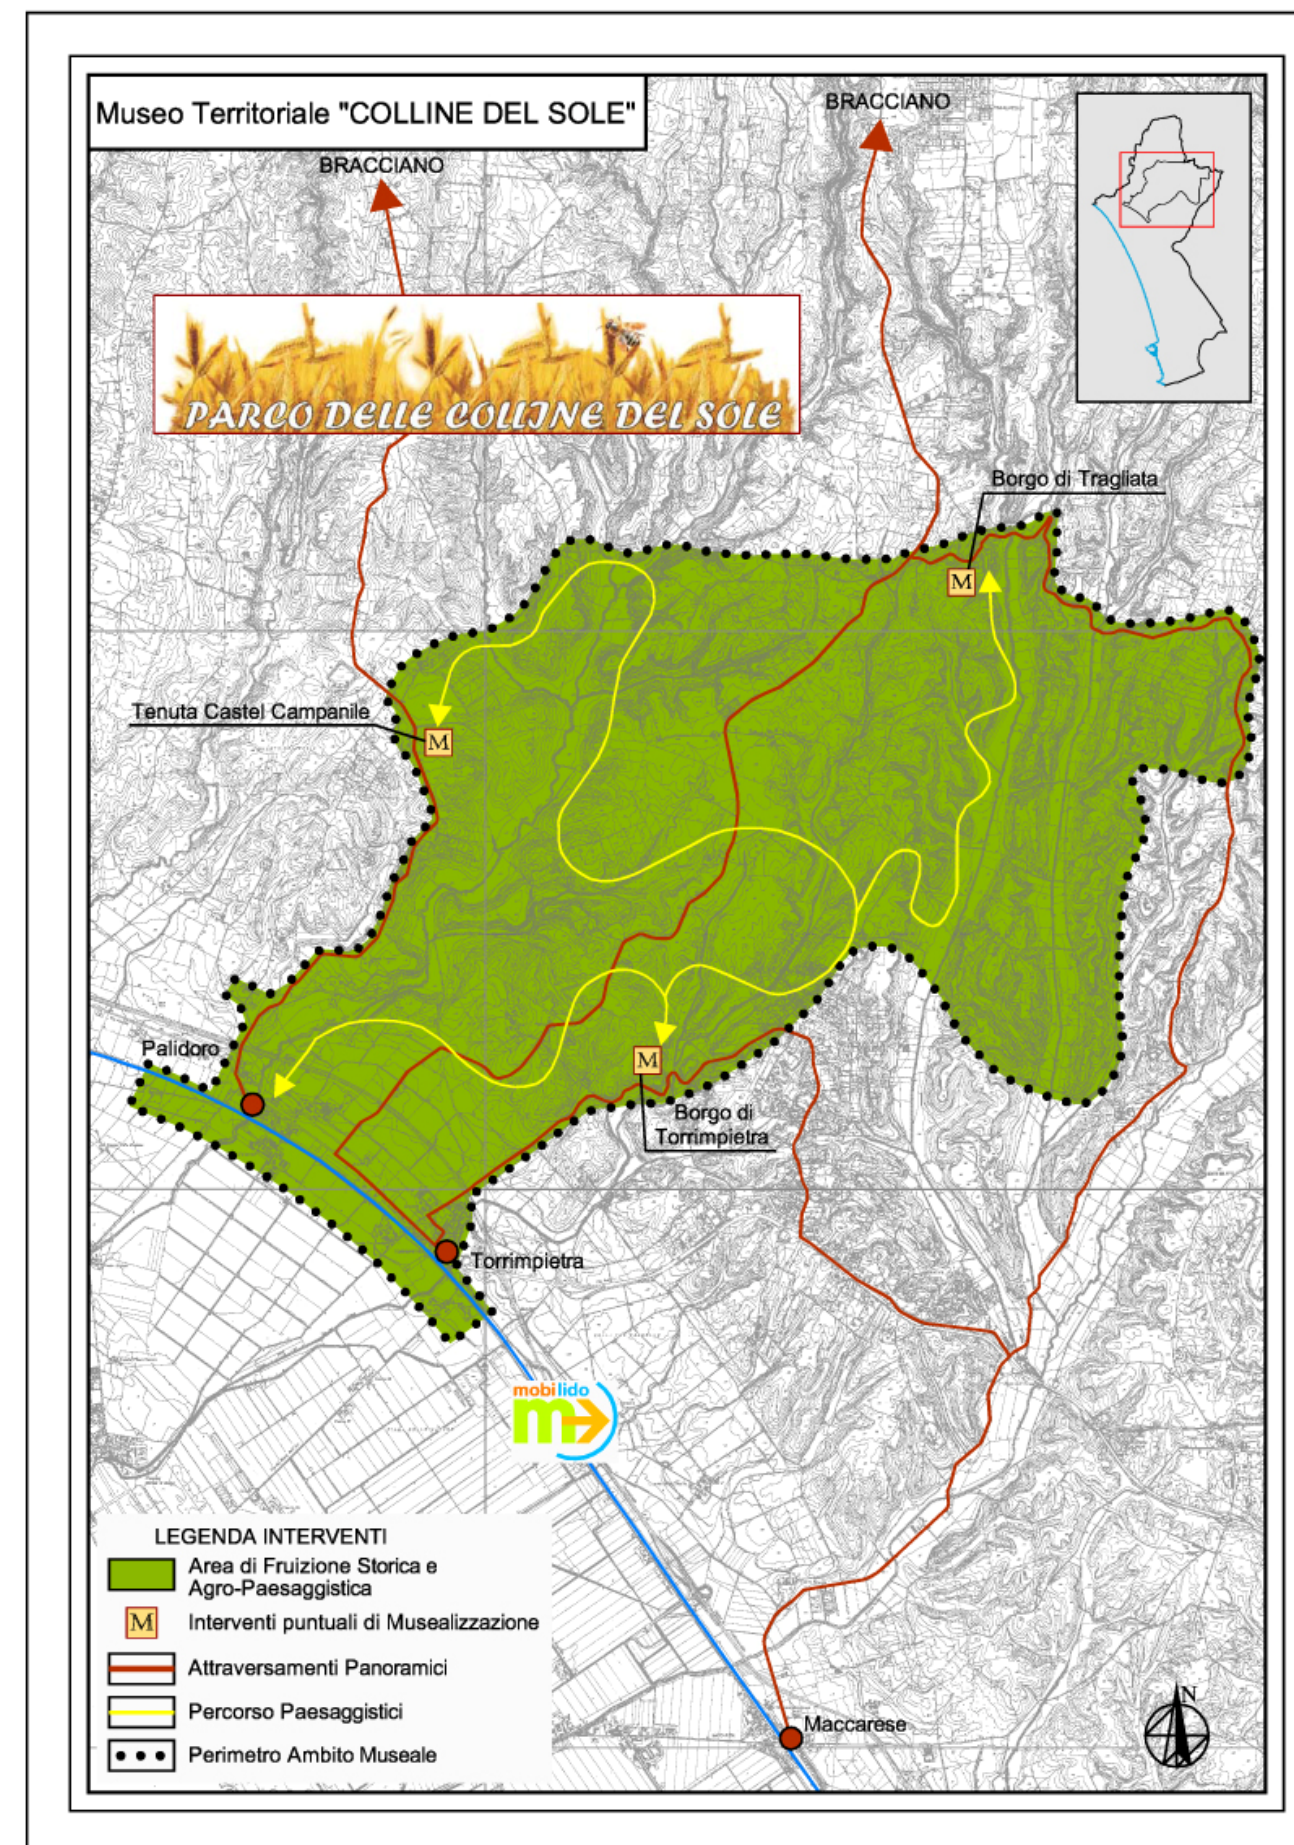 Museo Territoriale "COLLINE DEL SOLE"
BRACCIANO
BRACCIANO
PARCO DELLE COLLINE DEL SOLE
Borgo di Tragliata
M
Tenuta Castel Campanile
M
Palidoro
M
Borgo di
Torrimpietra
Torrimpietra
mobilido
m
LEGENDA INTERVENTI
Area di Fruizione Storica e
Agro-Paesaggistica
M
Interventi puntuali di Musealizzazione
Attraversamenti Panoramici
Percorso Paesaggistici
Perimetro Ambito Museale
Maccarese
N